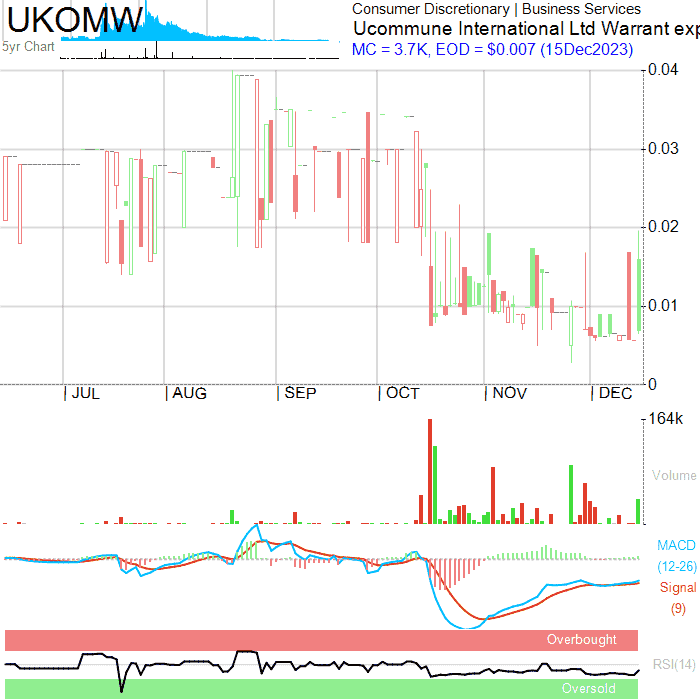 UKOMW
5yr Chart
Consumer Discretionary | Business Services
Ucommune International Ltd Warrant exp
MC = 3.7K, EOD = $0.007 (15Dec2023)
0.04
0.03
0.02
0.01
0
JUL AUG SEP OCT NOV DEC
164k
Volume
MACD
(12-26)
Signal
(9)
Overbought
RSI(14)
Oversold